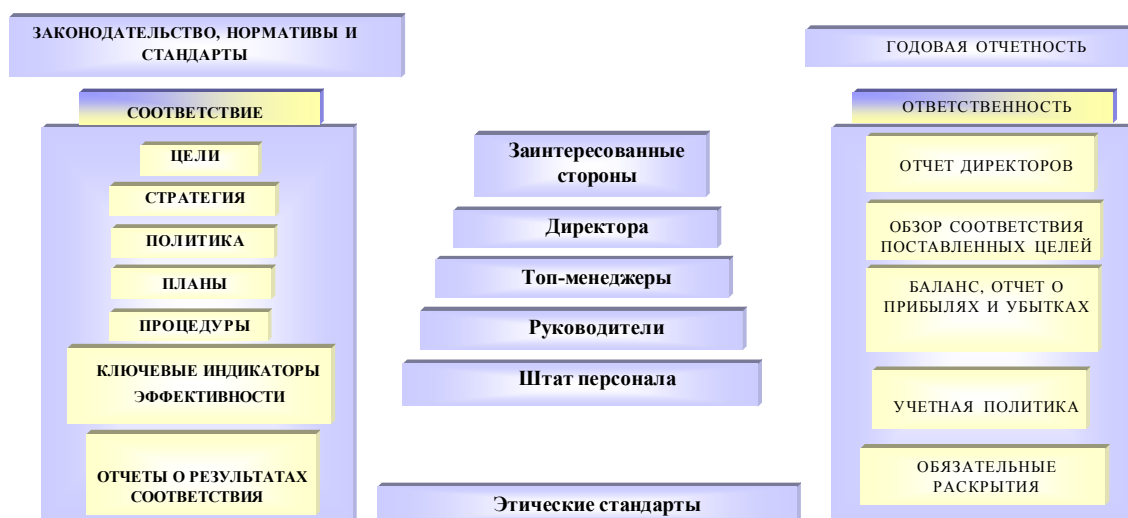 ЗАКОНОДАТЕЛЬСТВО, НОРМАТИВЫ И
СТАНДАРТЫ
СООТВЕТСТВИЕ
ЦЕЛИ
СТРАТЕГИЯ
ПОЛИТИКА
ПЛАНЫ
ПРОЦЕДУРЫ
КЛЮЧЕВЫЕ ИНДИКАТОРЫ
ЭФФЕКТИВНОСТИ
ОТЧЕТЫ О РЕЗУЛЬТАТАХ
СООТВЕТСТВИЯ
Заинтересованные
стороны
Директора
Топ-менеджеры
Руководители
Штат персонала
Этические стандарты
ГОДОВАЯ ОТЧЕТНОСТЬ
ОТВЕТСТВЕННОСТЬ
ОТЧЕТ ДИРЕКТОРОВ
ОБЗОР СООТВЕТСТВИЯ
ПОСТАВЛЕННЫХ ЦЕЛЕЙ
БАЛАНС, ОТЧЕТ О
ПРИБЫЛЯХ И УБЫТКАХ
УЧЕТНАЯ ПОЛИТИКА
ОБЯЗАТЕЛЬНЫЕ
РАСКРЫТИЯ